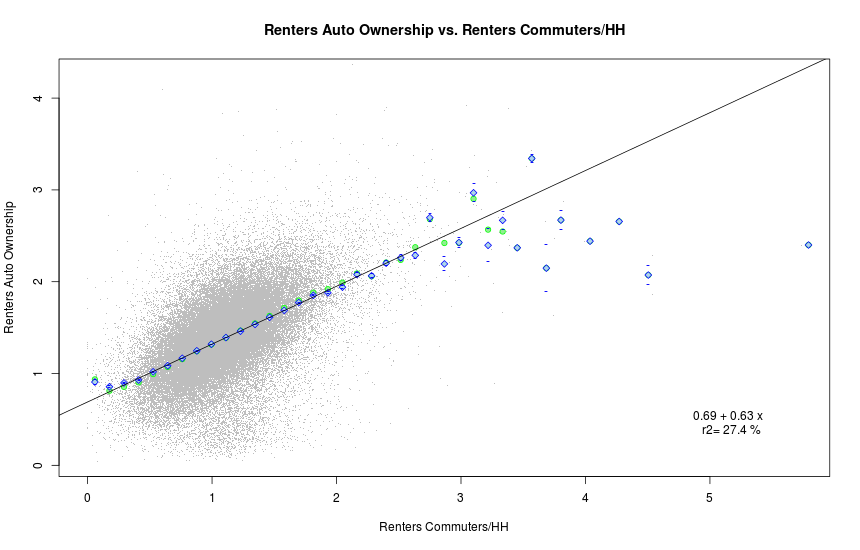 Renters Auto Ownership vs. Renters Commuters/HH
Renters Auto Ownership
4
3
2
1
0
0.69 + 0.63 x
r2= 27.4 %
0 1 2 3 4 5
Renters Commuters/HH